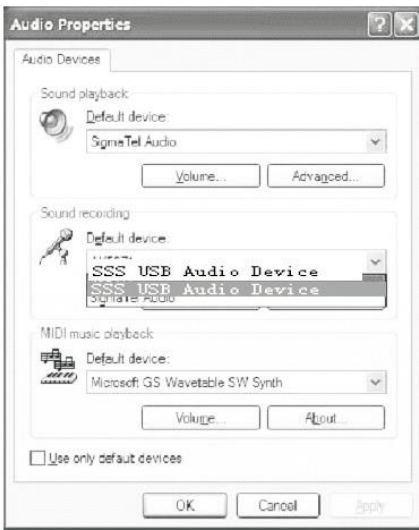 Audio Properties
Audio Devices
Sound playback
Default device:
SigmaTel Audio
Volume...
Advanced...
Sound recording
Default device:
SSS USB Audio Device
SSS USB Audio Device
SigmaTel Audio
MIDI music playback
Default device:
Microsoft GS Wavetable SW Synth
Volume...
About...
Use only default devices
OK
Cancel
Apply